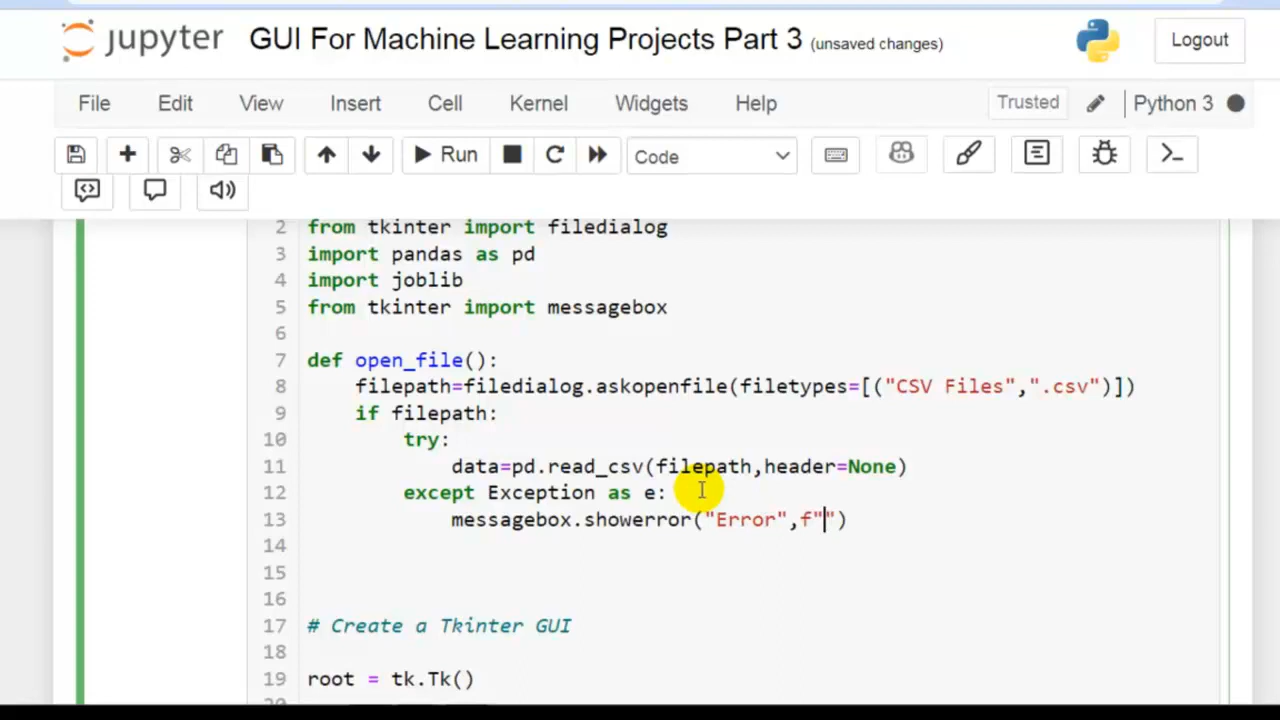 jupyter GUI For Machine Learning Projects Part 3 (unsaved changes) Logout
File Edit View Insert Cell Kernel Widgets Help Trusted Python 3
Run Code
2 from tkinter import filedialog
3 import pandas as pd
4 import joblib
5 from tkinter import messagebox
6
7 def open_file():
8 filepath=filedialog.askopenfile(filetypes=[("CSV Files",".csv")])
9 if filepath:
10 try:
11 data=pd.read_csv(filepath,header=None)
12 except Exception as e:
13 messagebox.showerror("Error",f"")
14
15
16
17 # Create a Tkinter GUI
18
19 root = tk.Tk()